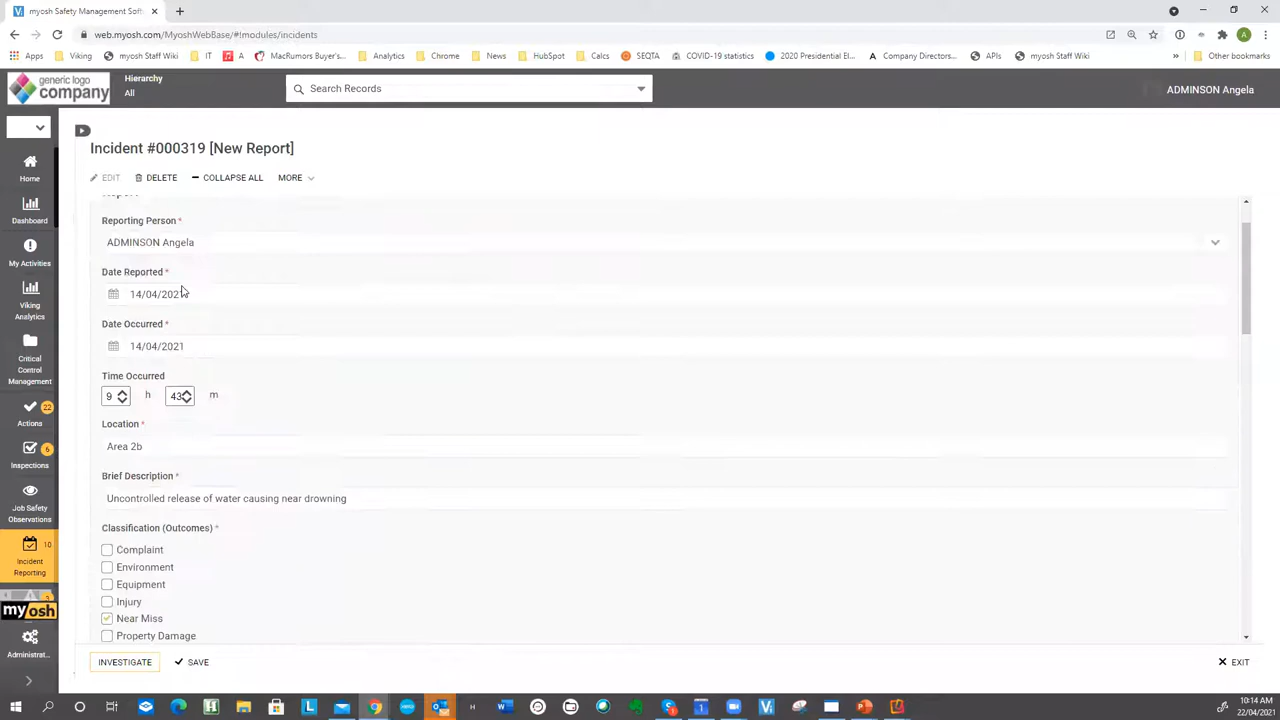 myosh Safety Management Soft
web.myosh.com/MyoshWebBase/#!modules/incidents
Apps Viking myosh Staff Wiki IT A MacRumors Buyer's... Analytics Chrome News HubSpot Calcs SEQTA COVID-19 statistics 2020 Presidential El... Company Directors... APIs myosh Staff Wiki » Other bookmarks
generic logo
company
Hierarchy
All
Search Records
ADMINSON Angela
Home
Dashboard
My Activities
Viking
Analytics
Critical
Control
Management
22
Actions
6
Inspections
Job Safety
Observations
10
Incident
Reporting
3
myosh
Administrat...
Incident #000319 [New Report]
EDIT DELETE COLLAPSE ALL MORE
Reporting Person *
ADMINSON Angela
Date Reported *
14/04/2021
Date Occurred *
14/04/2021
Time Occurred
9 h 43 m
Location *
Area 2b
Brief Description *
Uncontrolled release of water causing near drowning
Classification (Outcomes) *
Complaint
Environment
Equipment
Injury
Near Miss
Property Damage
INVESTIGATE SAVE EXIT
10:14 AM
22/04/2021